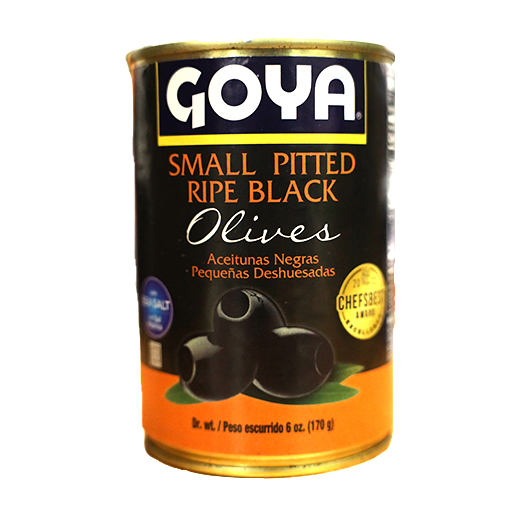 GOYA
SMALL PITTED
RIPE BLACK
Olives
Aceitunas Negras
Pequeñas Deshuesadas
CHEFSBEST
AWARD
Dr. wt. / Peso escurrido 6 oz. (170 g)